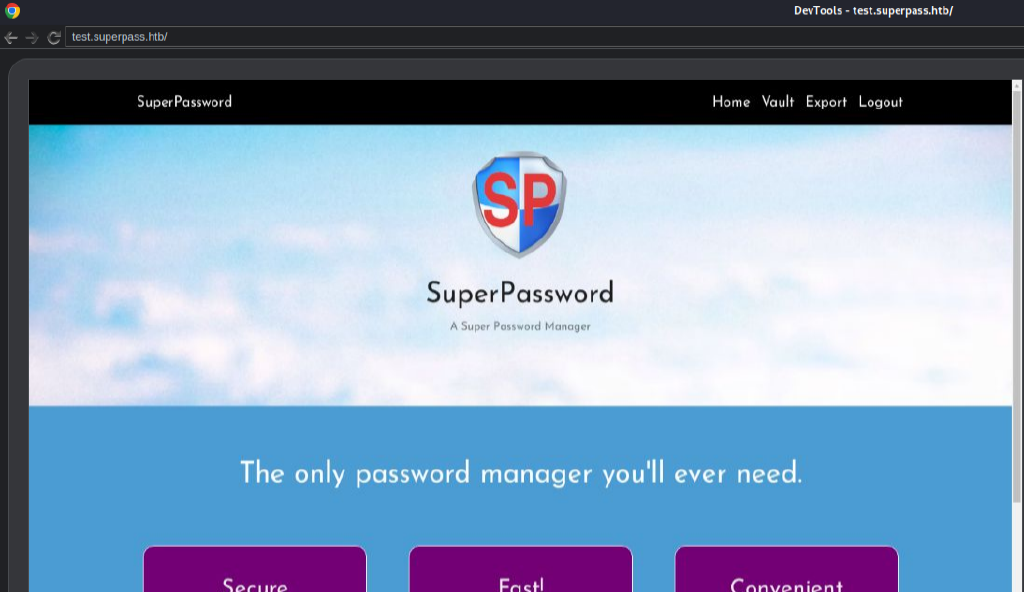 DevTools - test.superpass.htb/
test.superpass.htb/
SuperPassword
Home Vault Export Logout
SP
SuperPassword
A Super Password Manager
The only password manager you'll ever need.
Secure Fast! Convenient